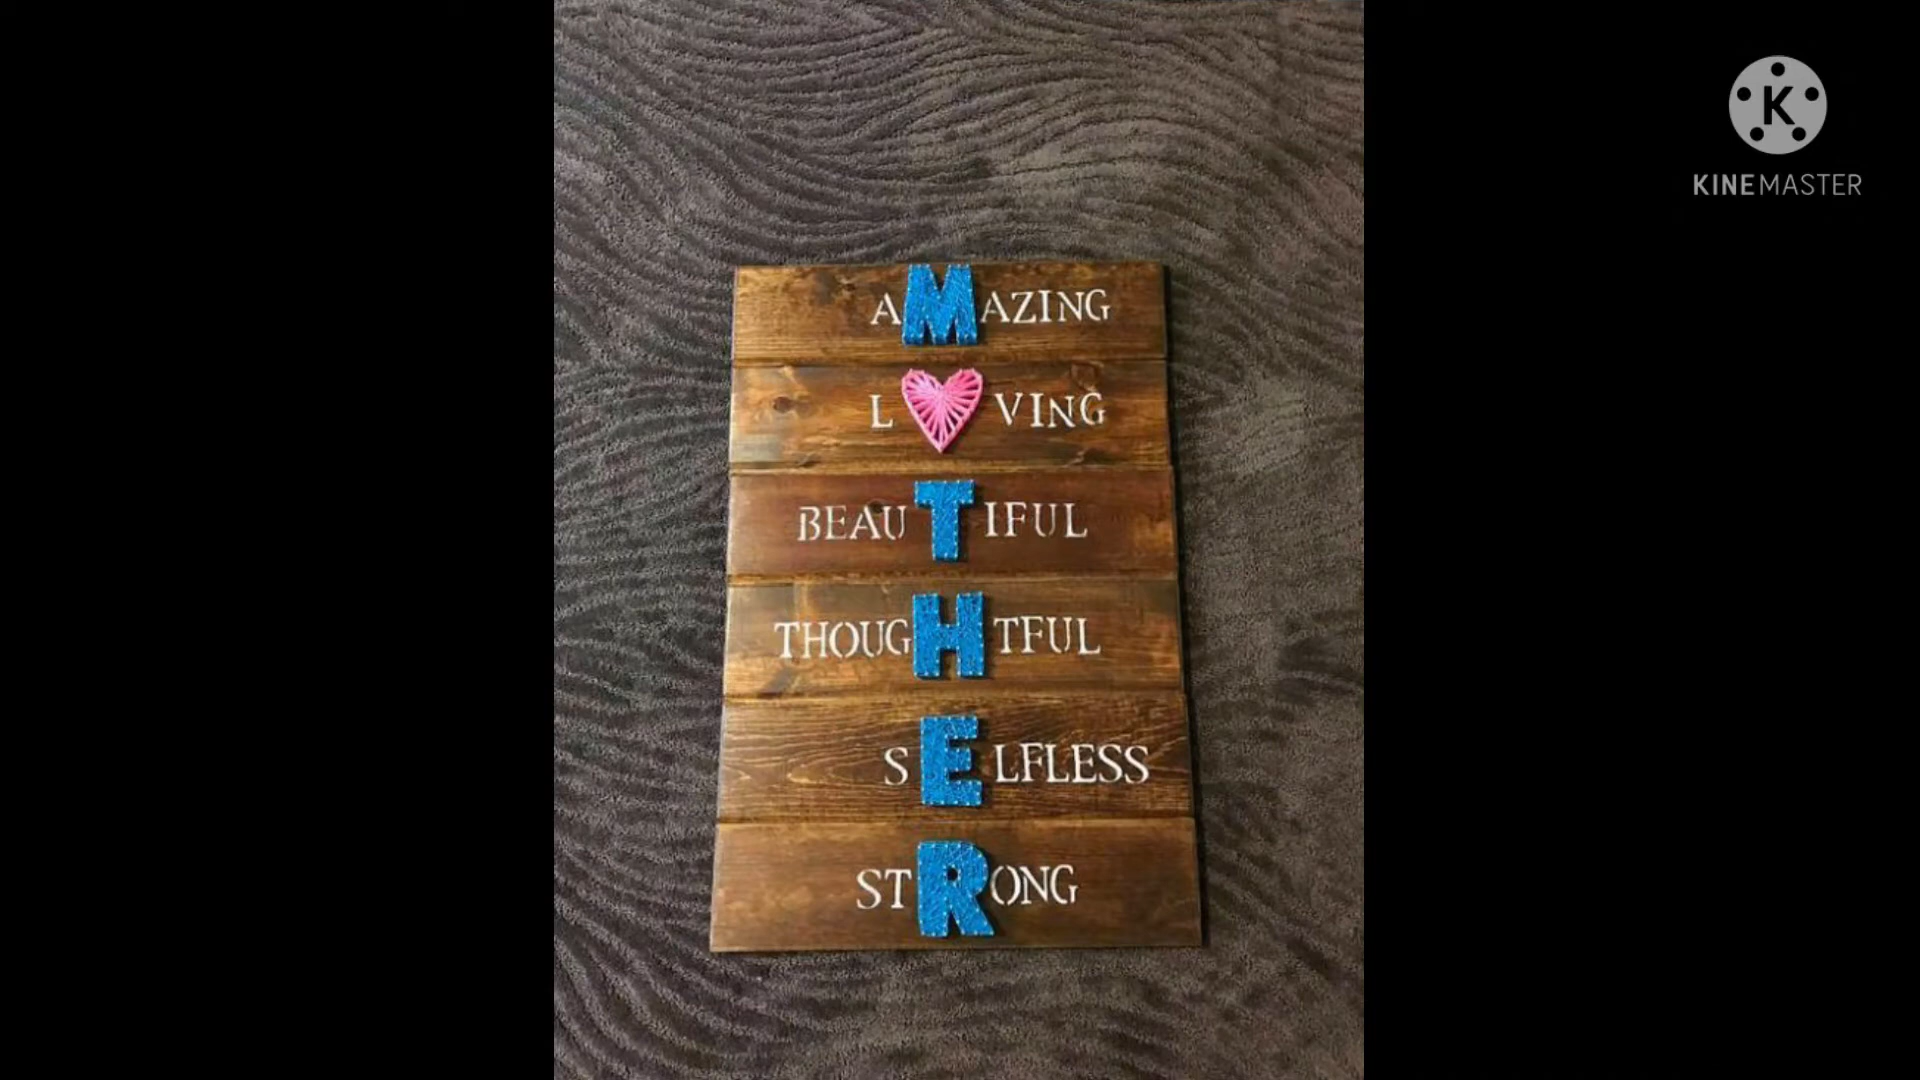 AMAZING
L VING
BEAUTIFUL
THOUGHTFUL
SELFLESS
STRONG
KINEMASTER